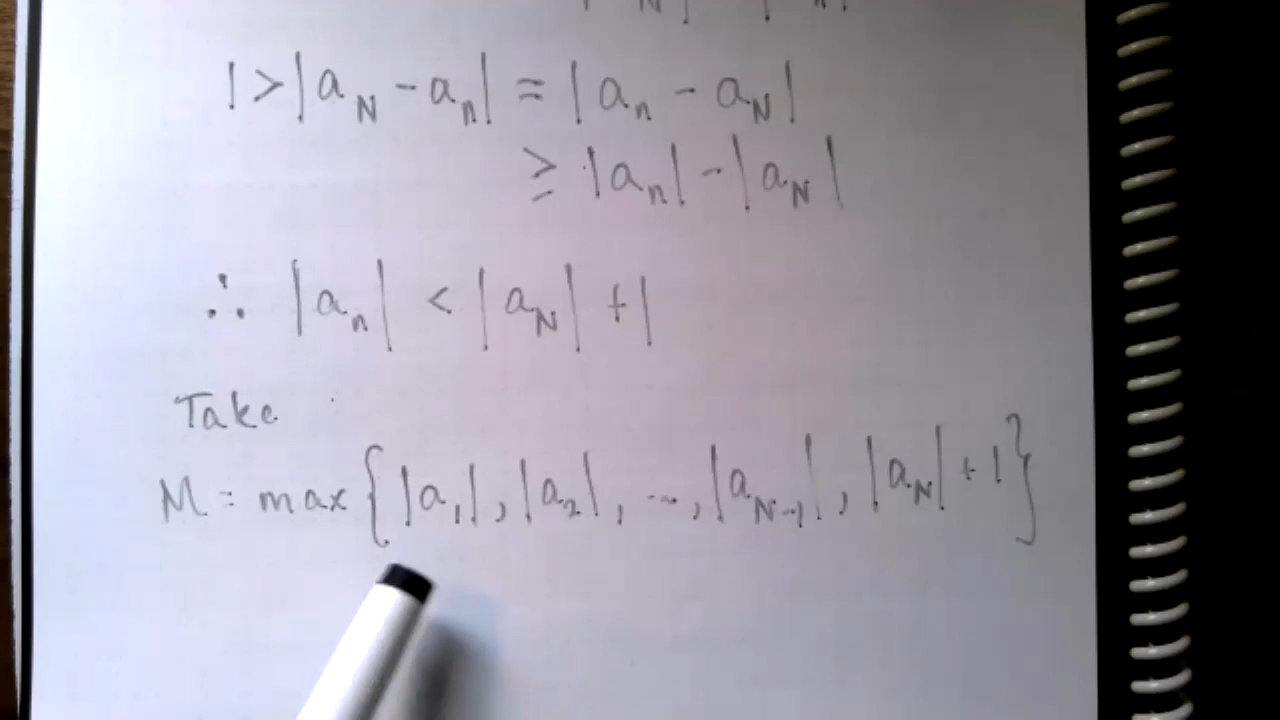 1 > |a_N - a_n| = |a_n - a_N|
≥ |a_n| - |a_N|
∴ |a_n| < |a_N| + 1
Take
M = max{|a_1|, |a_2|, ..., |a_{N-1}|, |a_N| + 1}